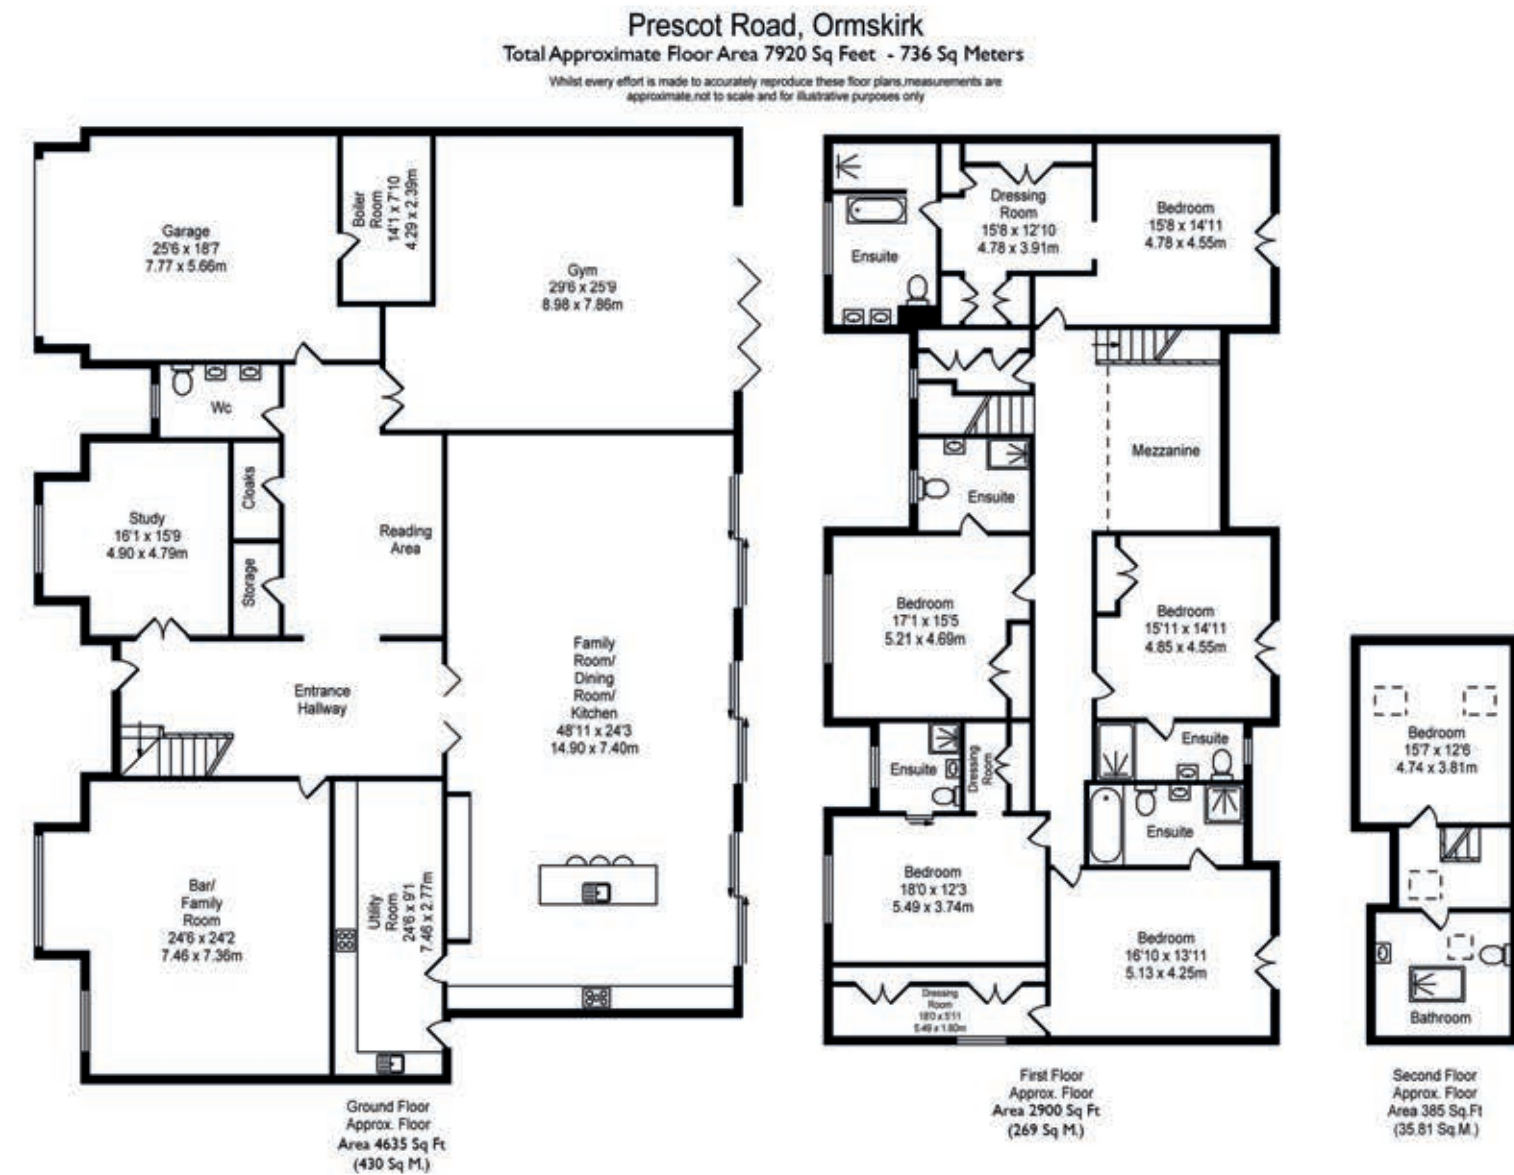 Prescot Road, Ormskirk
Total Approximate Floor Area 7920 Sq Feet - 736 Sq Meters
Whilst every effort is made to accurately reproduce these floor plans,measurements are
approximate,not to scale and for illustrative purposes only
Garage
25'6 x 18'7
7.77 x 5.66m
Boiler
Room
14'1 x 7'10
4.29 x 2.39m
Gym
29'6 x 25'9
8.98 x 7.86m
Wc
Cloaks
Study
16'1 x 15'9
4.90 x 4.79m
Storage
Reading
Area
Entrance
Hallway
Family
Room/
Dining
Room/
Kitchen
48'11 x 24'3
14.90 x 7.40m
Bar/
Family
Room
24'6 x 24'2
7.46 x 7.36m
Utility
Room
24'6 x 9'1
7.46 x 2.77m
Ground Floor
Approx. Floor
Area 4635 Sq Ft
(430 Sq M.)
Ensuite
Dressing
Room
15'8 x 12'10
4.78 x 3.91m
Bedroom
15'8 x 14'11
4.78 x 4.55m
Mezzanine
Ensuite
Bedroom
17'1 x 15'5
5.21 x 4.69m
Bedroom
15'11 x 14'11
4.85 x 4.55m
Ensuite
Dressing
Room
Ensuite
Ensuite
Bedroom
18'0 x 12'3
5.49 x 3.74m
Bedroom
16'10 x 13'11
5.13 x 4.25m
Dressing
Room
18'0 x 5'11
5.49 x 1.80m
First Floor
Approx. Floor
Area 2900 Sq Ft
(269 Sq M.)
Bedroom
15'7 x 12'6
4.74 x 3.81m
Bathroom
Second Floor
Approx. Floor
Area 385 Sq.Ft
(35.81 Sq.M.)